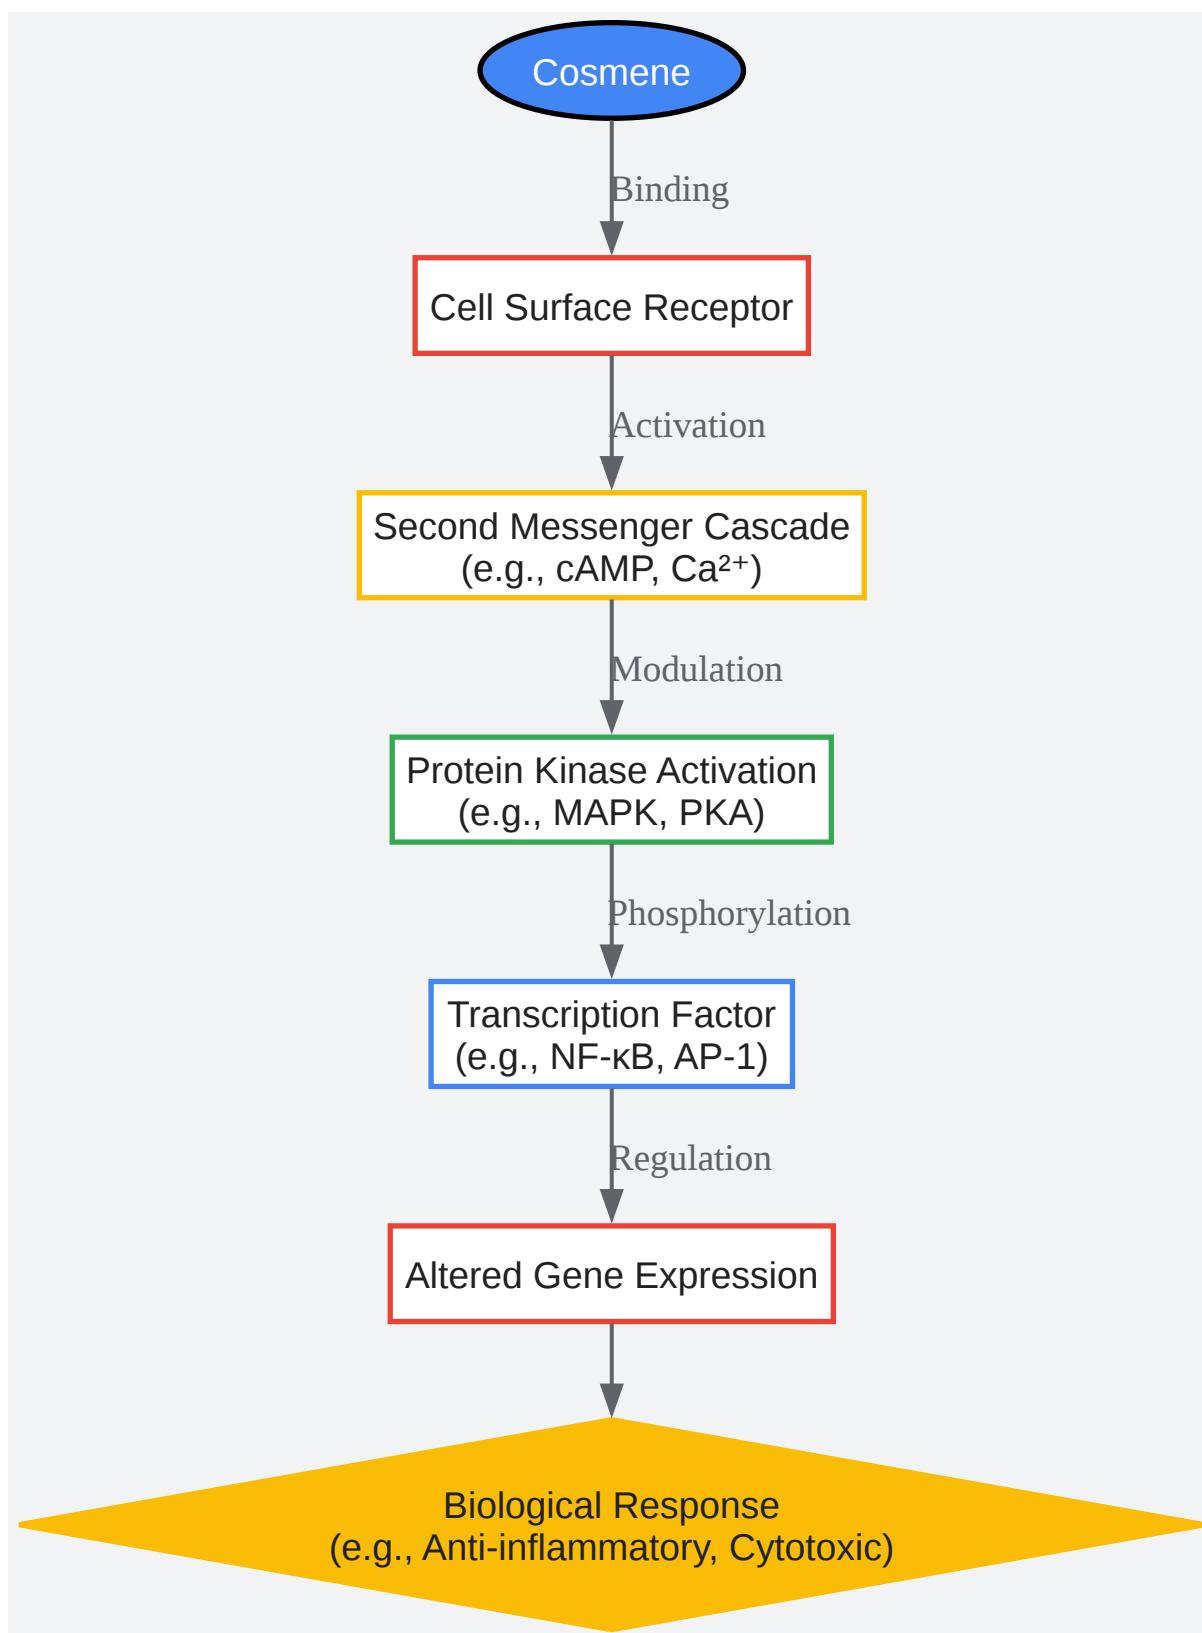 Cosmene
Binding
Cell Surface Receptor
Activation
Second Messenger Cascade
(e.g., cAMP, Ca²⁺)
Modulation
Protein Kinase Activation
(e.g., MAPK, PKA)
Phosphorylation
Transcription Factor
(e.g., NF-κB, AP-1)
Regulation
Altered Gene Expression
Biological Response
(e.g., Anti-inflammatory, Cytotoxic)